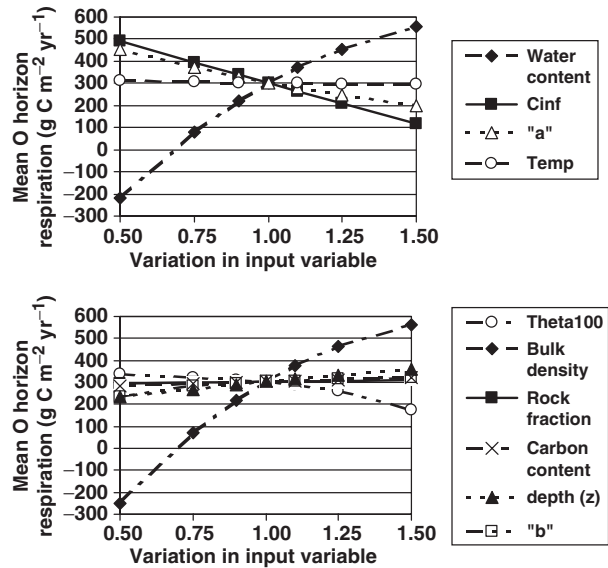 Mean O horizon
respiration (g C m⁻² yr⁻¹)
600
500
400
300
200
100
0
−100
−200
−300
0.50 0.75 1.00 1.25 1.50
Variation in input variable
Water
content
Cinf
"a"
Temp
Mean O horizon
respiration (g C m⁻² yr⁻¹)
600
500
400
300
200
100
0
−100
−200
−300
0.50 0.75 1.00 1.25 1.50
Variation in input variable
Theta100
Bulk
density
Rock
fraction
Carbon
content
depth (z)
"b"